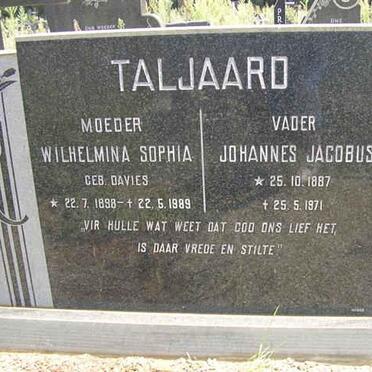 TALJAARD
MOEDER
WILHELMINA SOPHIA
GEB. DAVIES
★ 22.7.1898 – † 22.5.1989
VADER
JOHANNES JACOBUS
★ 25.10.1887
† 25.5.1971
„VIR HULLE WAT WEET DAT GOD ONS LIEF HET,
IS DAAR VREDE EN STILTE"